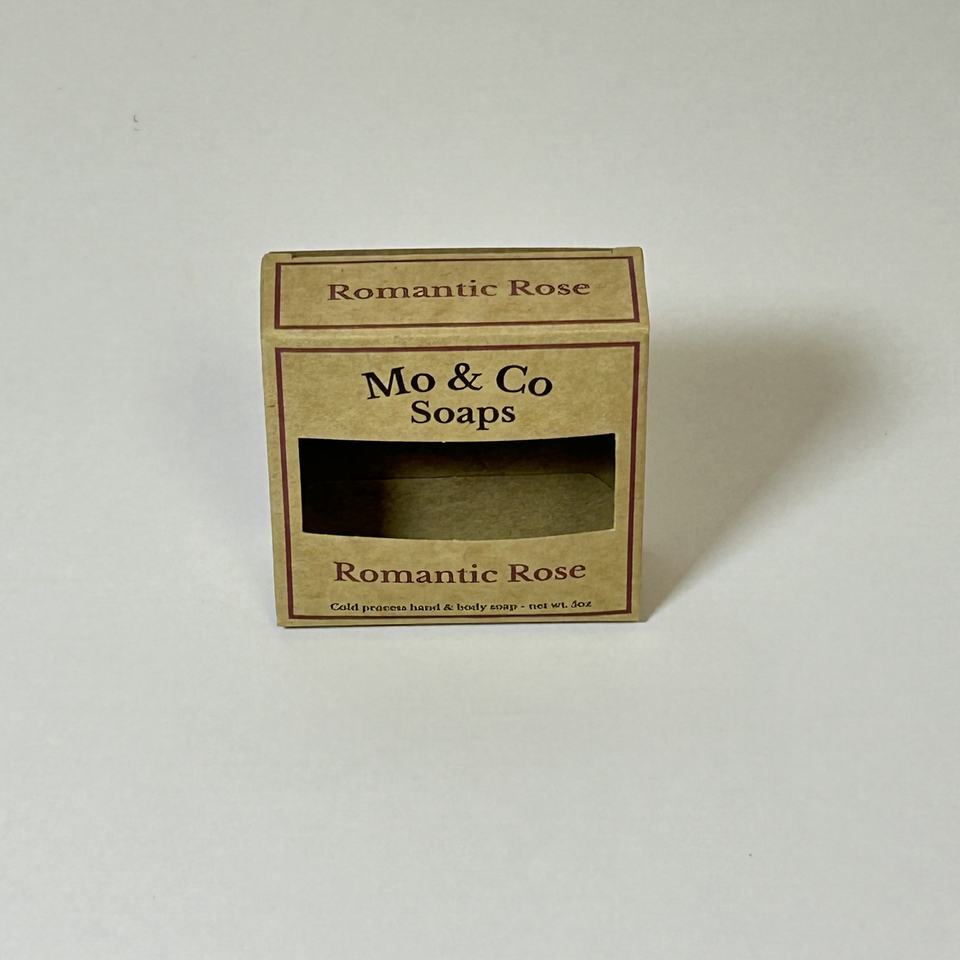 Romantic Rose
Mo & Co
Soaps
Romantic Rose
Cold process hand & body soap - net wt. 5oz